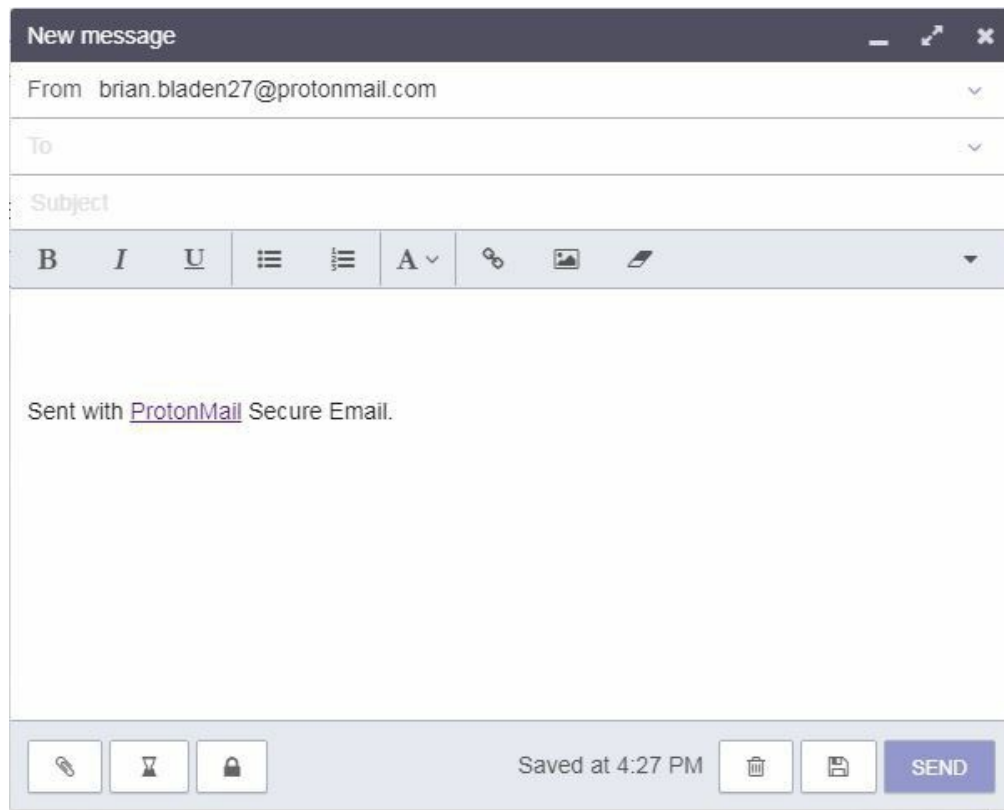 New message
From brian.bladen27@protonmail.com
To
Subject
B I U A
Sent with ProtonMail Secure Email.
Saved at 4:27 PM SEND